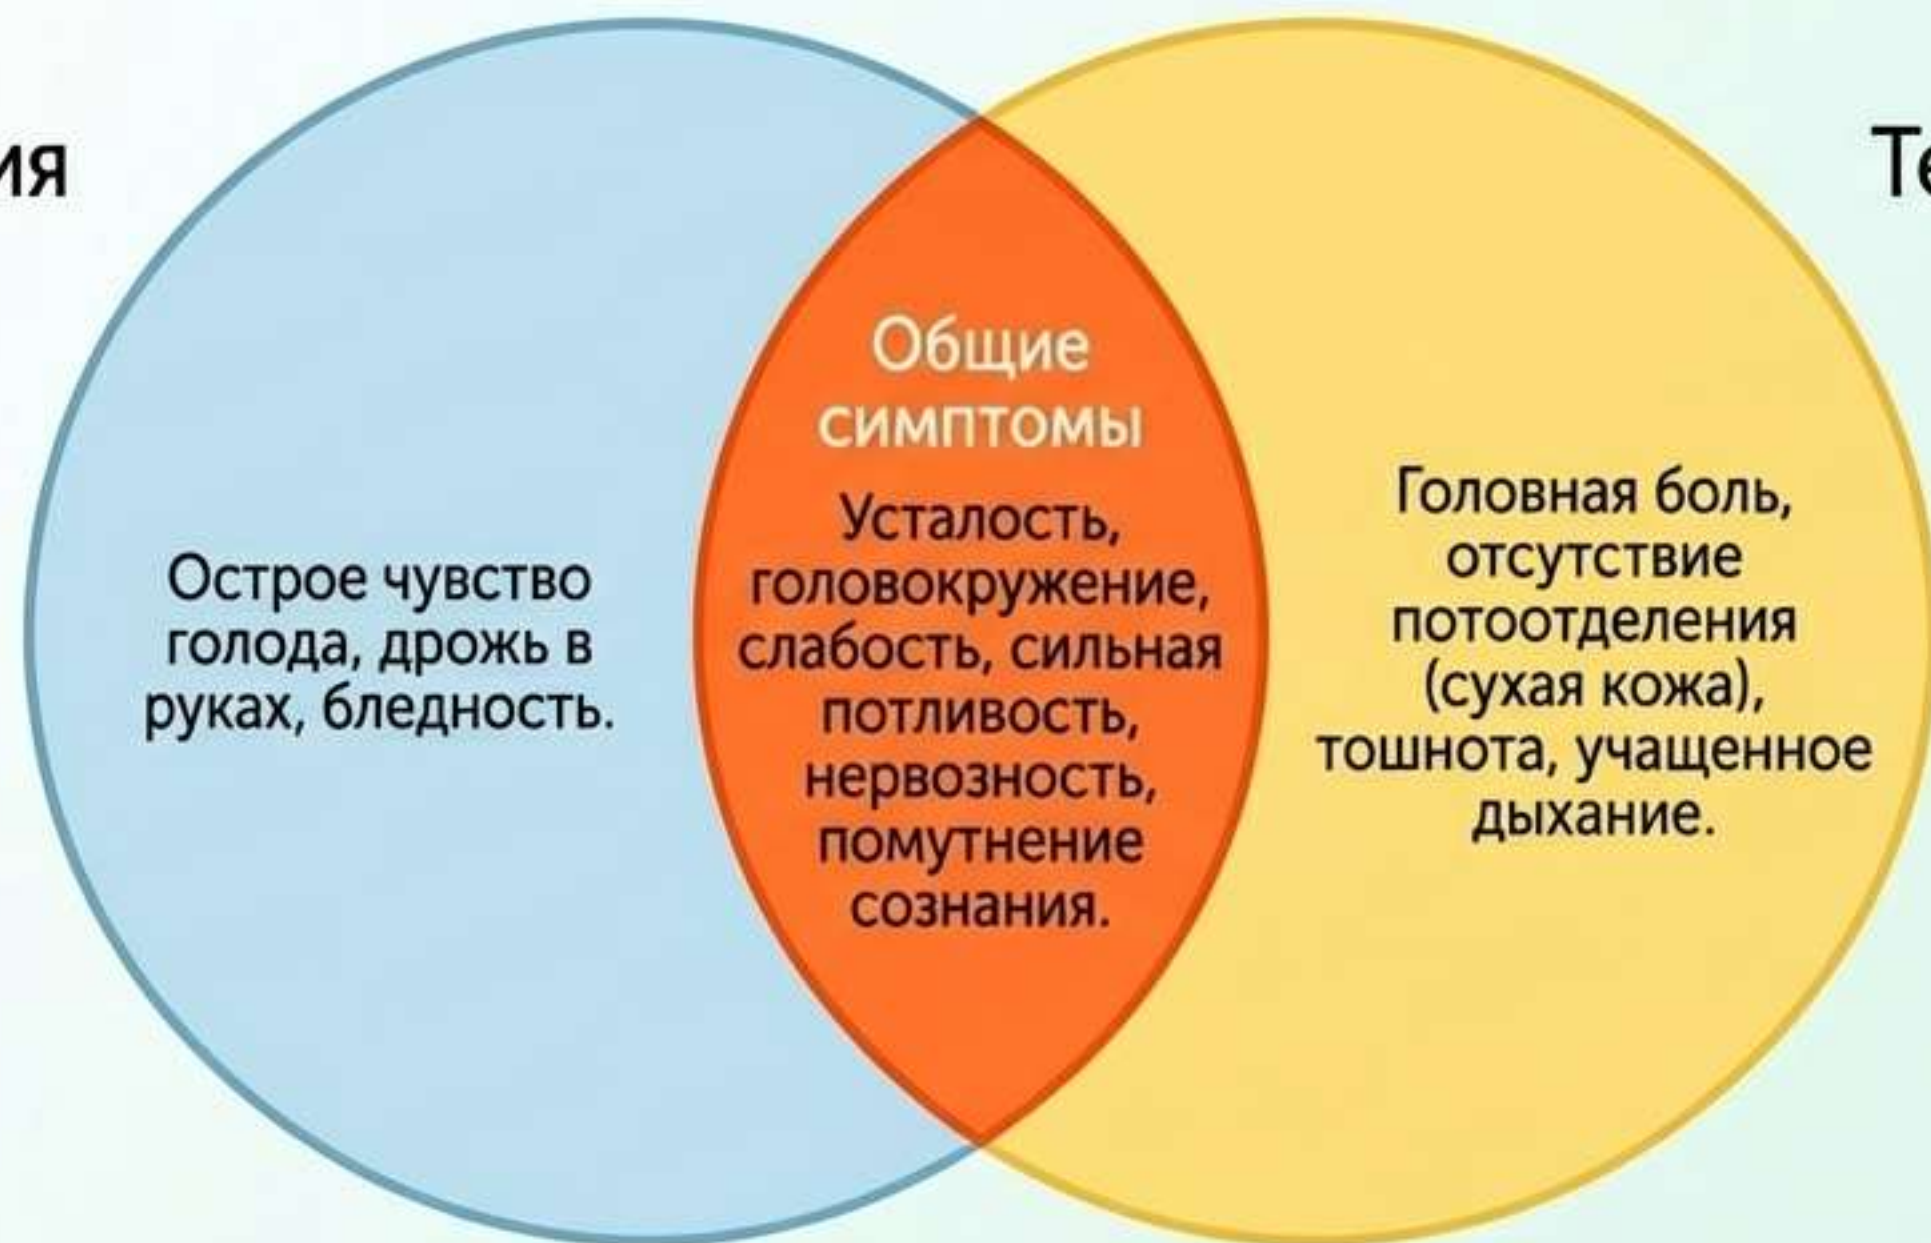 ия
Те
Острое чувство
голода, дрожь в
руках, бледность.
Общие
симптомы
Усталость,
головокружение,
слабость, сильная
потливость,
нервозность,
помутнение
сознания.
Головная боль,
отсутствие
потоотделения
(сухая кожа),
тошнота, учащенное
дыхание.